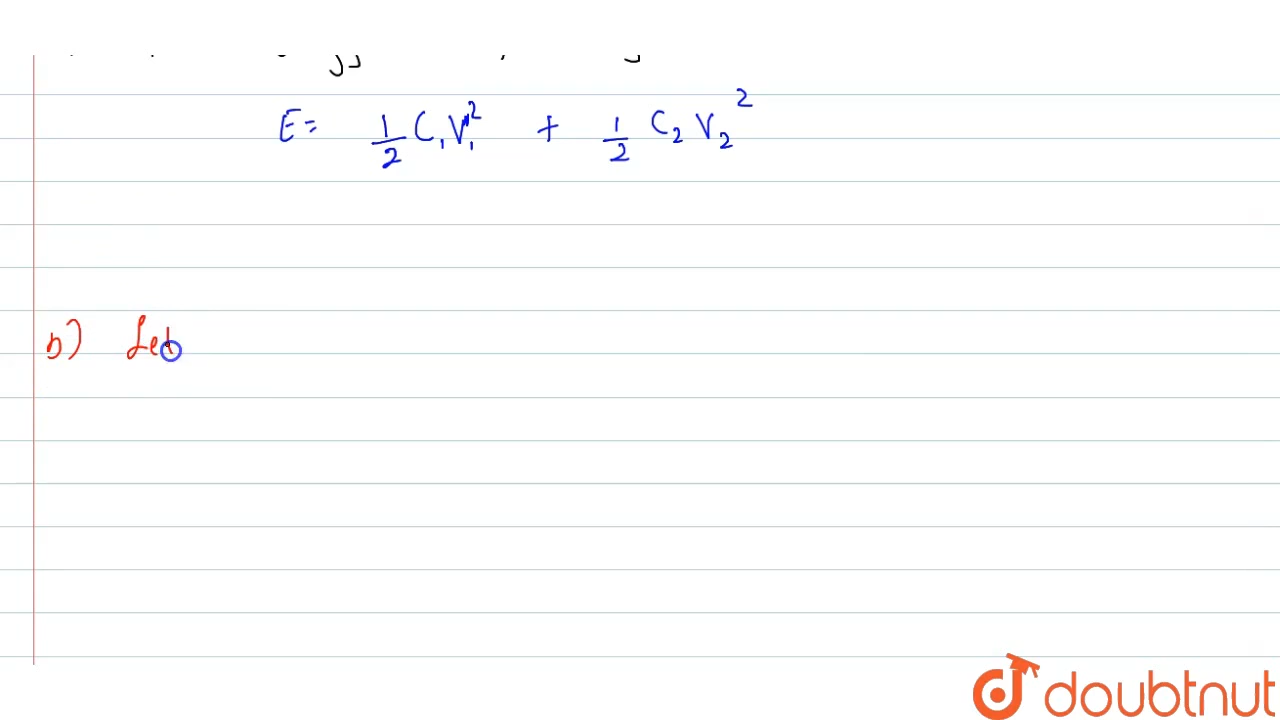 E = 1/2 C₁V₁² + 1/2 C₂V₂²
b) Let
doubtnut